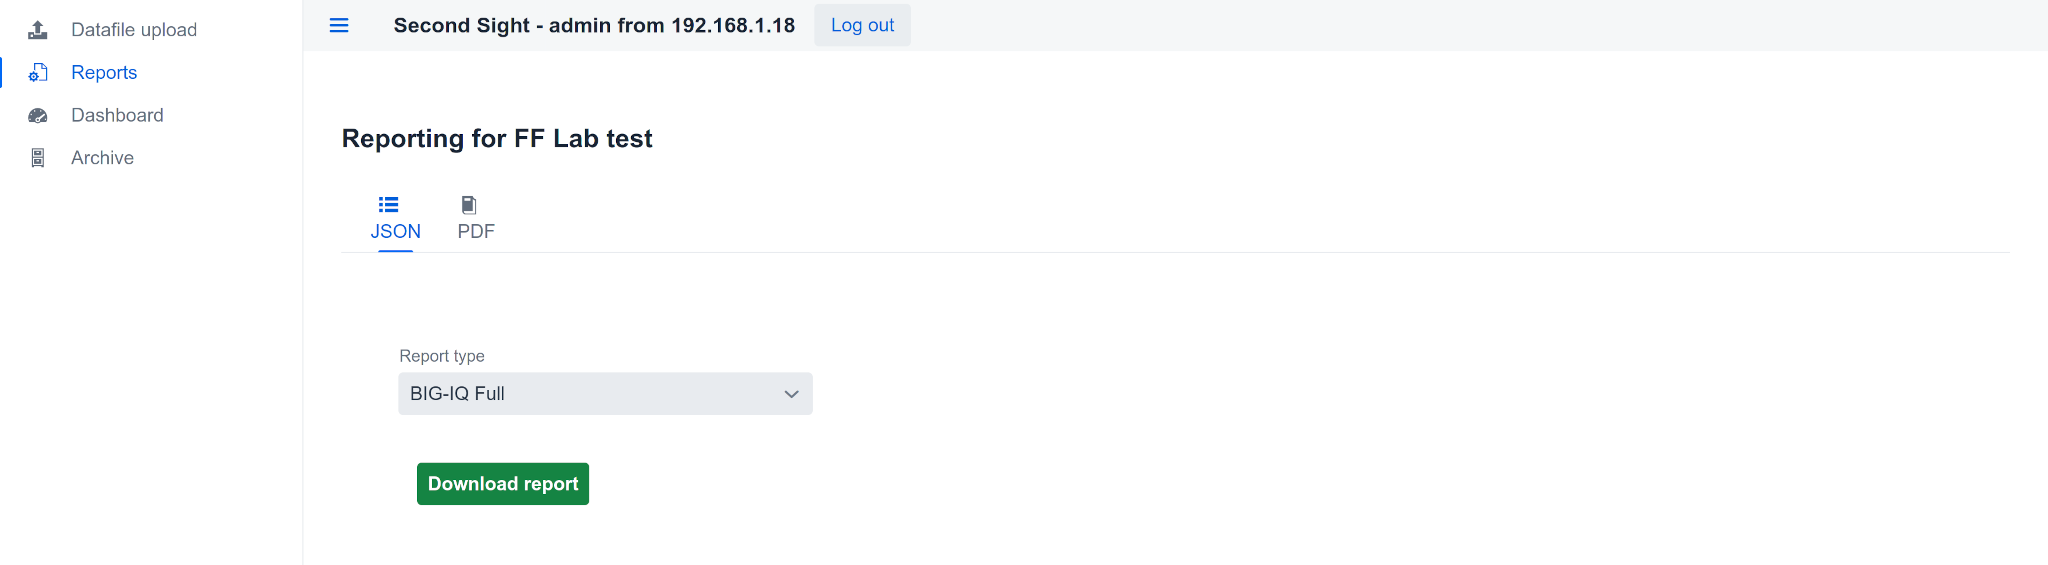 Datafile upload
Reports
Dashboard
Archive
Second Sight - admin from 192.168.1.18
Log out
Reporting for FF Lab test
JSON
PDF
Report type
BIG-IQ Full
Download report